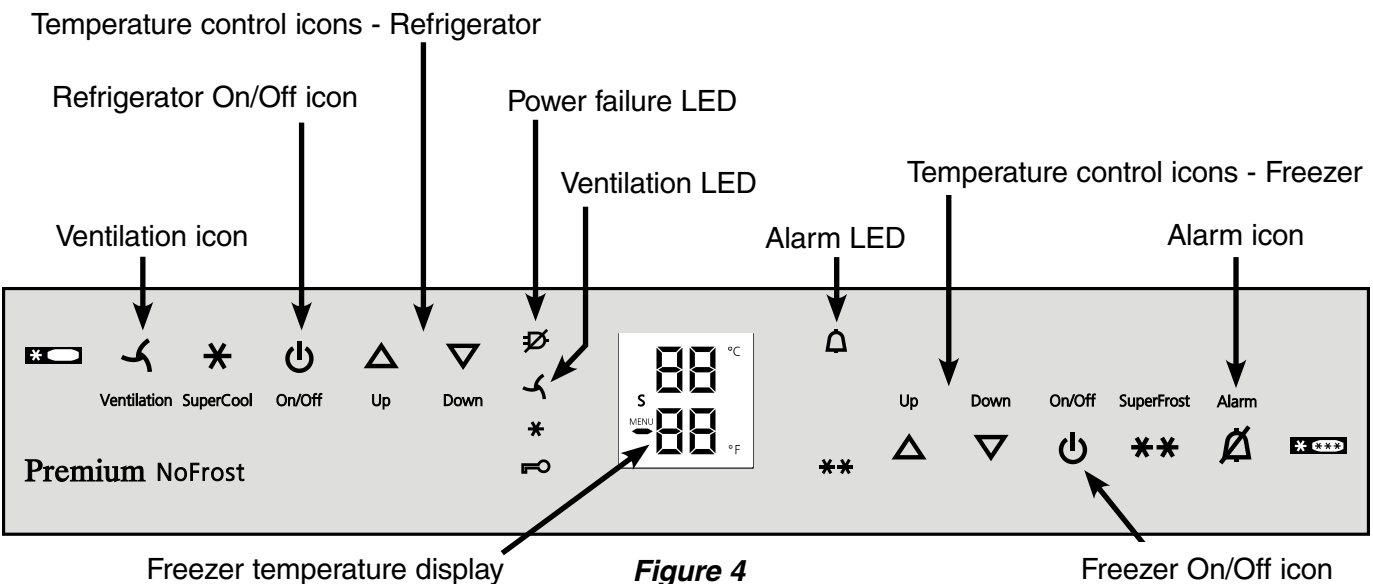 Temperature control icons - Refrigerator
Refrigerator On/Off icon
Power failure LED
Ventilation LED
Temperature control icons - Freezer
Ventilation icon
Alarm LED
Alarm icon
88 °C
S
MENU
88 °F
Ventilation SuperCool On/Off Up Down
Up Down On/Off SuperFrost Alarm
Premium NoFrost
Freezer temperature display
Figure 4
Freezer On/Off icon